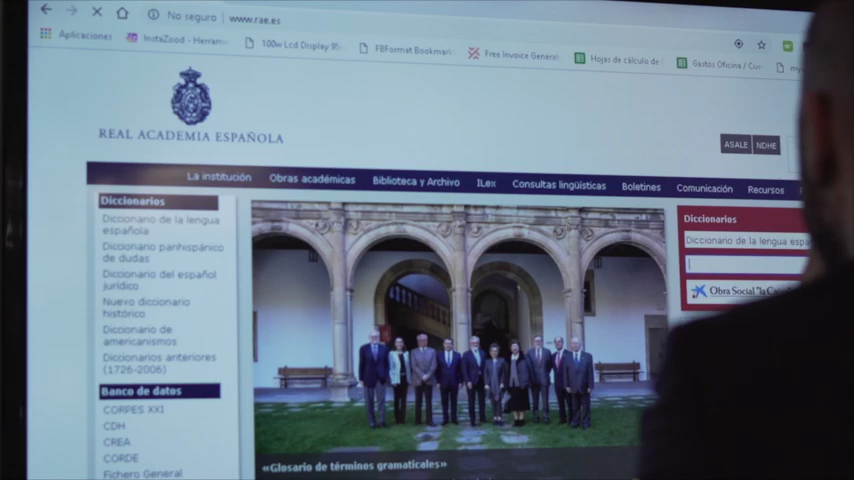 No seguro
www.rae.es
Aplicaciones
InstaZood - Herram
100w Lcd Display 95
FBFormat Bookmark
Free Invoice Generat
Hojas de cálculo de
Gastos Oficina / Cu
my
REAL ACADEMIA ESPAÑOLA
ASALE
NDHE
La institución
Obras académicas
Biblioteca y Archivo
ILex
Consultas lingüísticas
Boletines
Comunicación
Recursos
Diccionarios
Diccionario de la lengua
española
Diccionario panhispánico
de dudas
Diccionario del español
jurídico
Nuevo diccionario
histórico
Diccionario de
americanismos
Diccionarios anteriores
(1726-2006)
Banco de datos
CORPES XXI
CDH
CREA
CORDE
Fichero General
«Glosario de términos gramaticales»
Diccionarios
Diccionario de la lengua espa
Obra Social "la Ca